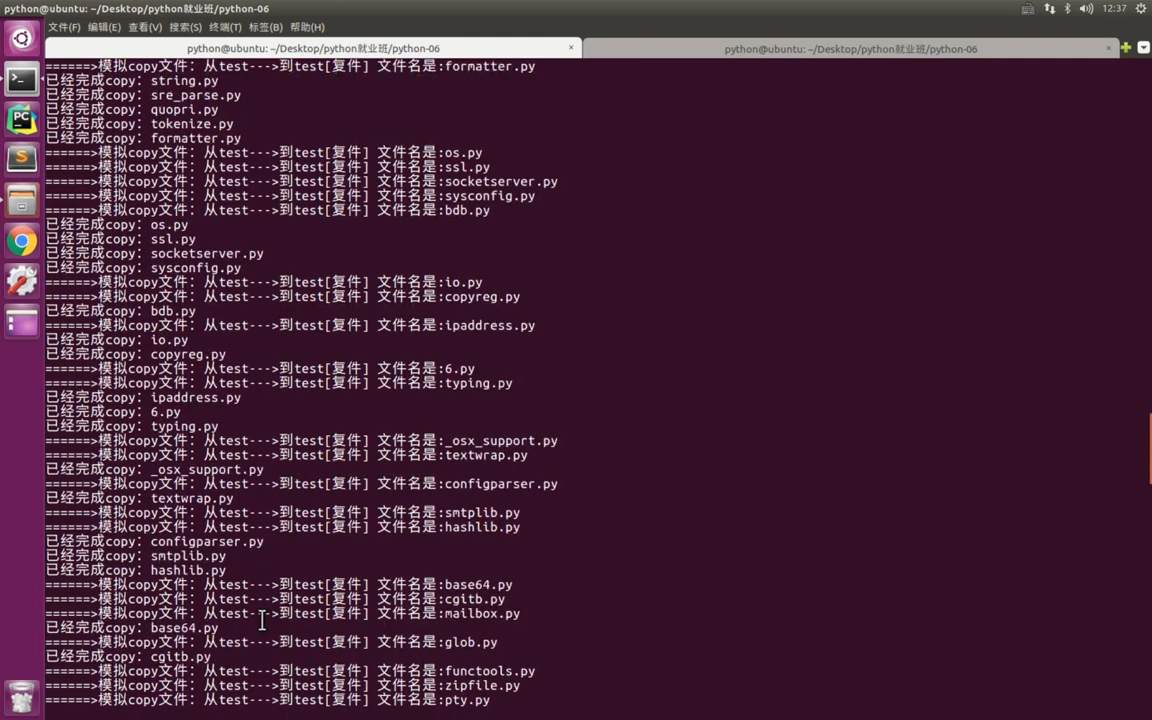 python@ubuntu: ~/Desktop/python就业班/python-06
12:37
文件(F) 编辑(E) 查看(V) 搜索(S) 终端(T) 标签(B) 帮助(H)
python@ubuntu: ~/Desktop/python就业班/python-06 × python@ubuntu: ~/Desktop/python就业班/python-06 ×
======>模拟copy文件: 从test--->到test[复件] 文件名是:formatter.py
已经完成copy: string.py
已经完成copy: sre_parse.py
已经完成copy: quopri.py
已经完成copy: tokenize.py
已经完成copy: formatter.py
======>模拟copy文件: 从test--->到test[复件] 文件名是:os.py
======>模拟copy文件: 从test--->到test[复件] 文件名是:ssl.py
======>模拟copy文件: 从test--->到test[复件] 文件名是:socketserver.py
======>模拟copy文件: 从test--->到test[复件] 文件名是:sysconfig.py
======>模拟copy文件: 从test--->到test[复件] 文件名是:bdb.py
已经完成copy: os.py
已经完成copy: ssl.py
已经完成copy: socketserver.py
已经完成copy: sysconfig.py
======>模拟copy文件: 从test--->到test[复件] 文件名是:io.py
======>模拟copy文件: 从test--->到test[复件] 文件名是:copyreg.py
已经完成copy: bdb.py
======>模拟copy文件: 从test--->到test[复件] 文件名是:ipaddress.py
已经完成copy: io.py
已经完成copy: copyreg.py
======>模拟copy文件: 从test--->到test[复件] 文件名是:6.py
======>模拟copy文件: 从test--->到test[复件] 文件名是:typing.py
已经完成copy: ipaddress.py
已经完成copy: 6.py
已经完成copy: typing.py
======>模拟copy文件: 从test--->到test[复件] 文件名是:_osx_support.py
======>模拟copy文件: 从test--->到test[复件] 文件名是:textwrap.py
已经完成copy: _osx_support.py
======>模拟copy文件: 从test--->到test[复件] 文件名是:configparser.py
已经完成copy: textwrap.py
======>模拟copy文件: 从test--->到test[复件] 文件名是:smtplib.py
======>模拟copy文件: 从test--->到test[复件] 文件名是:hashlib.py
已经完成copy: configparser.py
已经完成copy: smtplib.py
已经完成copy: hashlib.py
======>模拟copy文件: 从test--->到test[复件] 文件名是:base64.py
======>模拟copy文件: 从test--->到test[复件] 文件名是:cgitb.py
======>模拟copy文件: 从test--->到test[复件] 文件名是:mailbox.py
已经完成copy: base64.py
======>模拟copy文件: 从test--->到test[复件] 文件名是:glob.py
已经完成copy: cgitb.py
======>模拟copy文件: 从test--->到test[复件] 文件名是:functools.py
======>模拟copy文件: 从test--->到test[复件] 文件名是:zipfile.py
======>模拟copy文件: 从test--->到test[复件] 文件名是:pty.py
PC
S